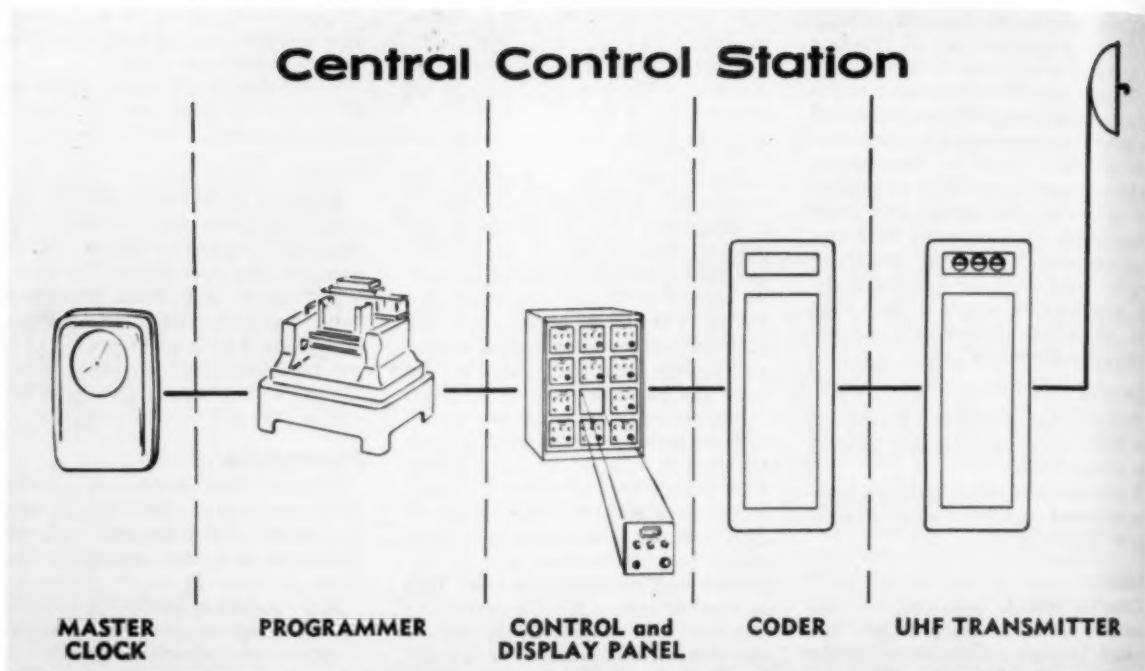 Central Control Station
MASTER
CLOCK
PROGRAMMER
CONTROL and
DISPLAY PANEL
CODER
UHF TRANSMITTER